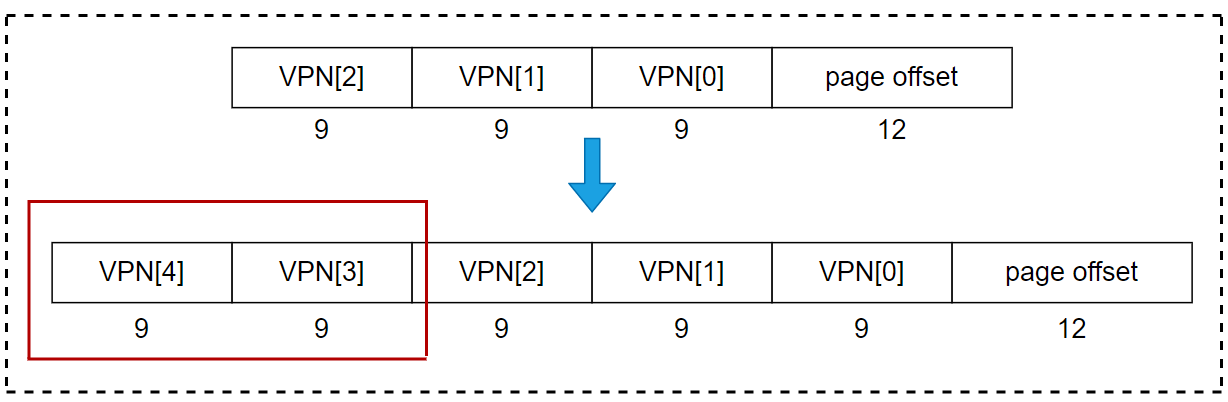 VPN[2] VPN[1] VPN[0] page offset
9 9 9 12
VPN[4] VPN[3] VPN[2] VPN[1] VPN[0] page offset
9 9 9 9 9 12